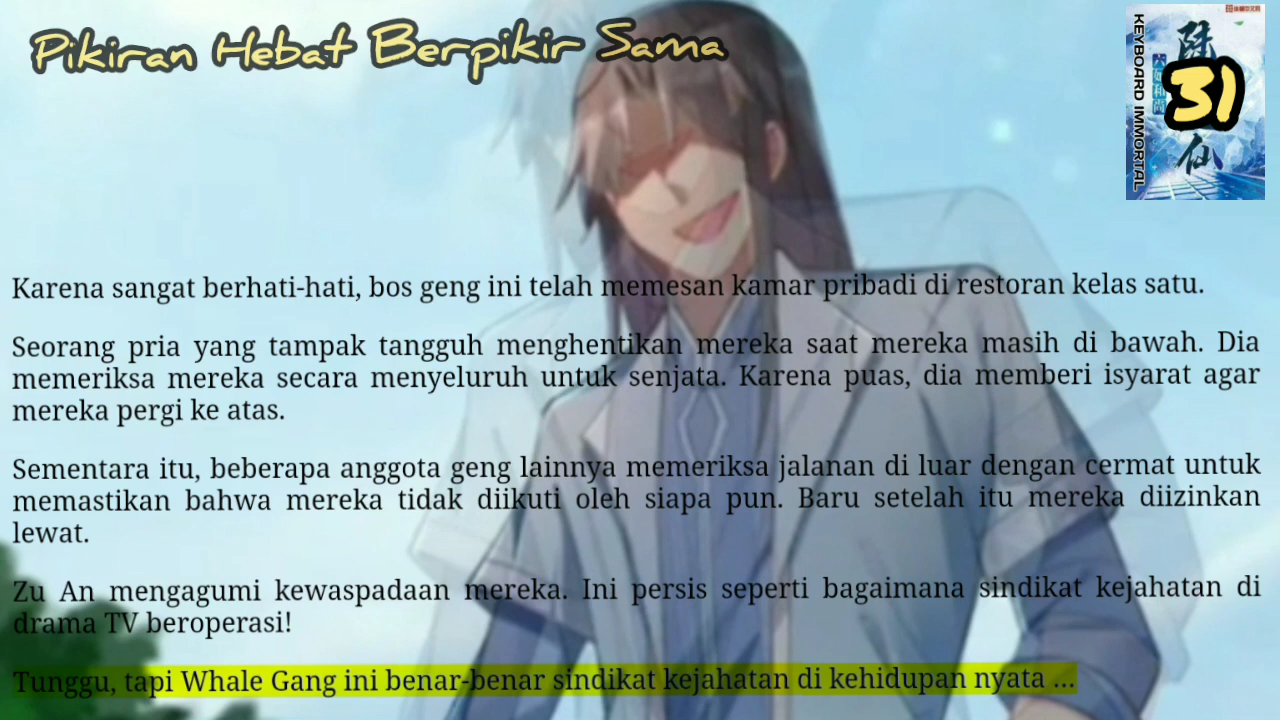 Pikiran Hebat Berpikir Sama
KEYBOARD IMMORTAL
陆
31
仙
Karena sangat berhati-hati, bos geng ini telah memesan kamar pribadi di restoran kelas satu.
Seorang pria yang tampak tangguh menghentikan mereka saat mereka masih di bawah. Dia
memeriksa mereka secara menyeluruh untuk senjata. Karena puas, dia memberi isyarat agar
mereka pergi ke atas.
Sementara itu, beberapa anggota geng lainnya memeriksa jalanan di luar dengan cermat untuk
memastikan bahwa mereka tidak diikuti oleh siapa pun. Baru setelah itu mereka diizinkan
lewat.
Zu An mengagumi kewaspadaan mereka. Ini persis seperti bagaimana sindikat kejahatan di
drama TV beroperasi!
Tunggu, tapi Whale Gang ini benar-benar sindikat kejahatan di kehidupan nyata ...